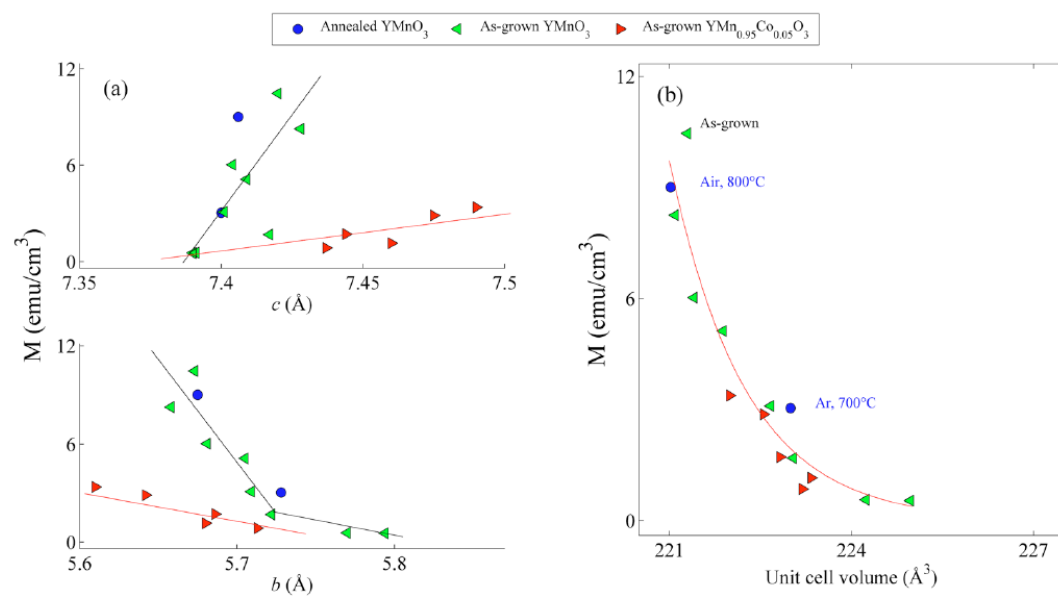 Annealed YMnO3 As-grown YMnO3 As-grown YMn0.95Co0.05O3
(a)
12
6
0
7.35 7.4 7.45 7.5
c (Å)
M (emu/cm3)
12
6
0
5.6 5.7 5.8
b (Å)
(b)
12
6
0
As-grown
Air, 800°C
Ar, 700°C
M (emu/cm3)
221 224 227
Unit cell volume (Å3)